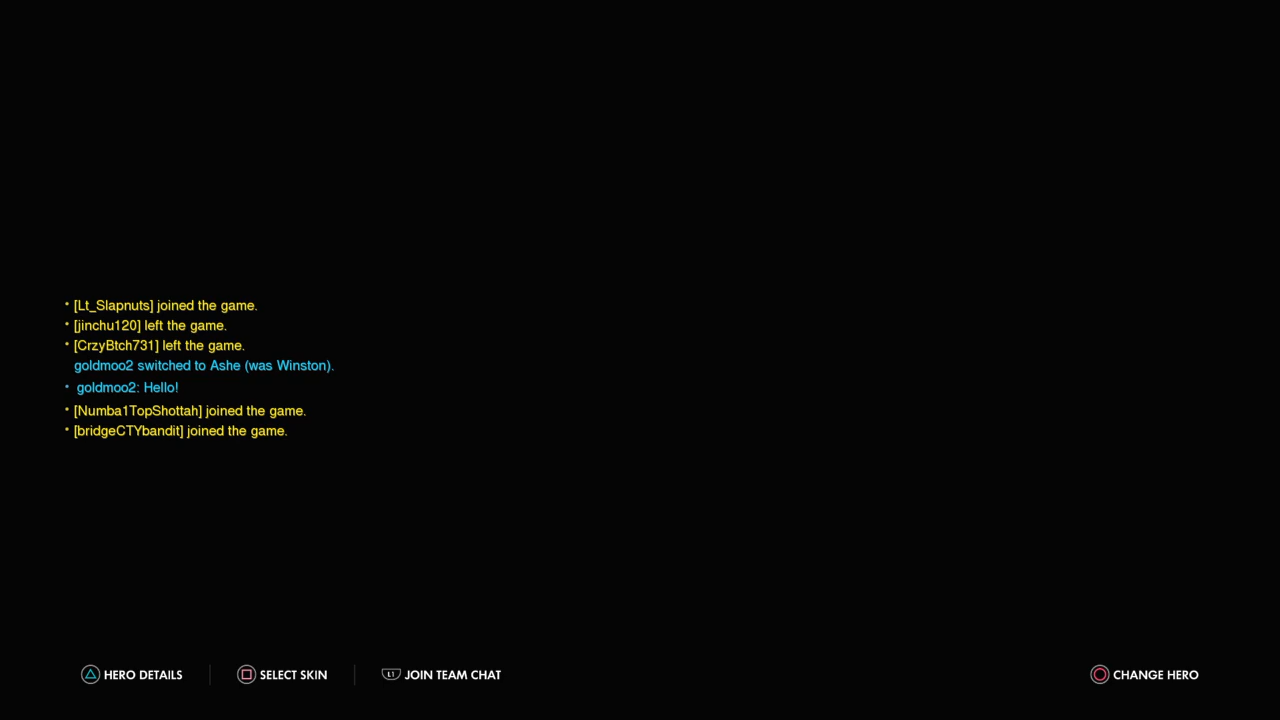 • [Lt_Slapnuts] joined the game.
• [jinchu120] left the game.
• [CrzyBtch731] left the game.
goldmoo2 switched to Ashe (was Winston).
• goldmoo2: Hello!
• [Numba1TopShottah] joined the game.
• [bridgeCTYbandit] joined the game.
HERO DETAILS
SELECT SKIN
L1 JOIN TEAM CHAT
CHANGE HERO